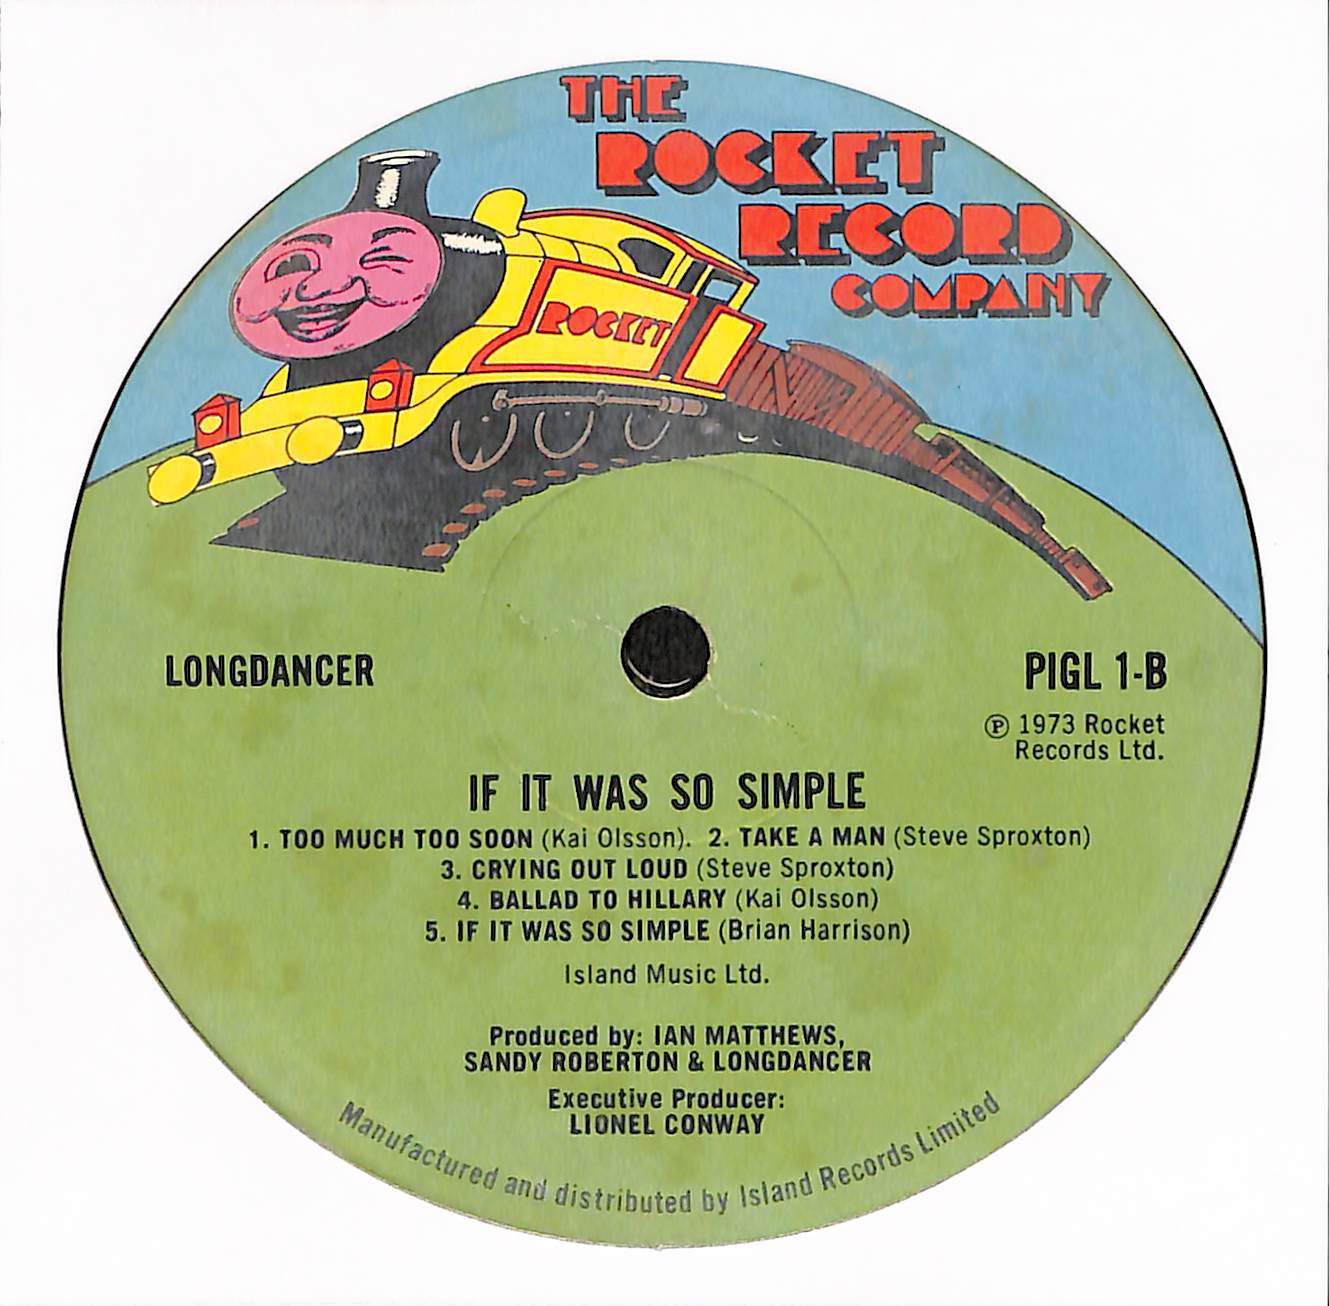 THE
ROCKET
RECORD
COMPANY
ROCKET
LONGDANCER
PIGL 1-B
℗ 1973 Rocket
Records Ltd.
IF IT WAS SO SIMPLE
1. TOO MUCH TOO SOON (Kai Olsson). 2. TAKE A MAN (Steve Sproxton)
3. CRYING OUT LOUD (Steve Sproxton)
4. BALLAD TO HILLARY (Kai Olsson)
5. IF IT WAS SO SIMPLE (Brian Harrison)
Island Music Ltd.
Produced by: IAN MATTHEWS,
SANDY ROBERTON & LONGDANCER
Executive Producer:
LIONEL CONWAY
Manufactured and distributed by Island Records Limited